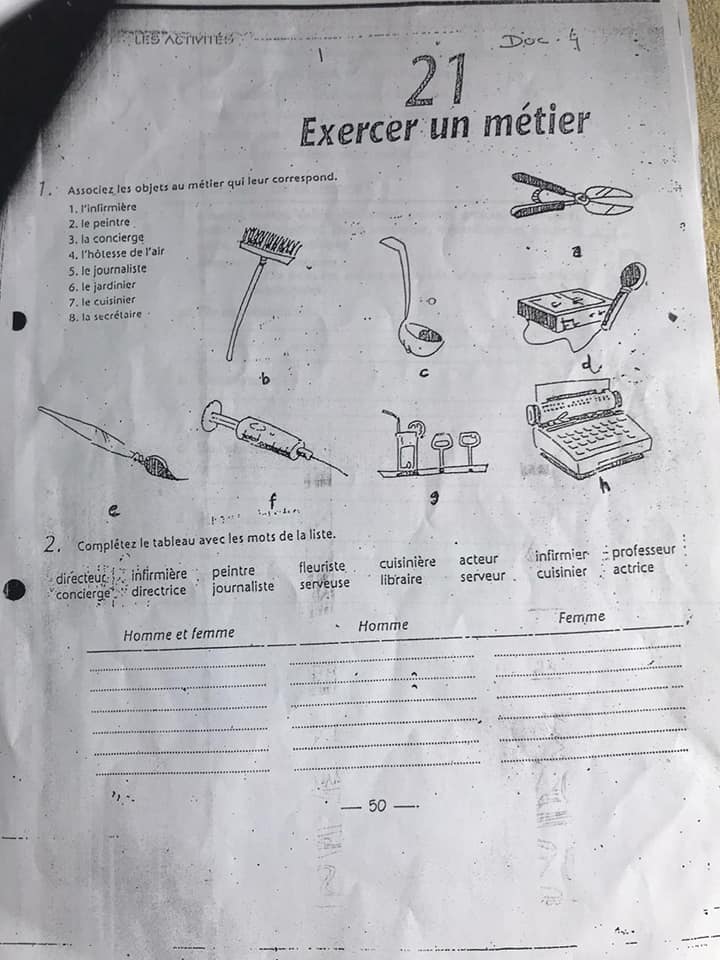 LES ACTIVITÉS
Doc. 4
21
Exercer un métier
1. Associez les objets au métier qui leur correspond.
1. l'infirmière
2. le peintre
3. la concierge
4. l'hôtesse de l'air
5. le journaliste
6. le jardinier
7. le cuisinier
8. la secrétaire
a
b
c
d
e
f
g
h
2. Complétez le tableau avec les mots de la liste.
directeur infirmière peintre fleuriste cuisinière acteur infirmier professeur
concierge directrice journaliste serveuse libraire serveur cuisinier actrice
Homme et femme Homme Femme
— 50 —